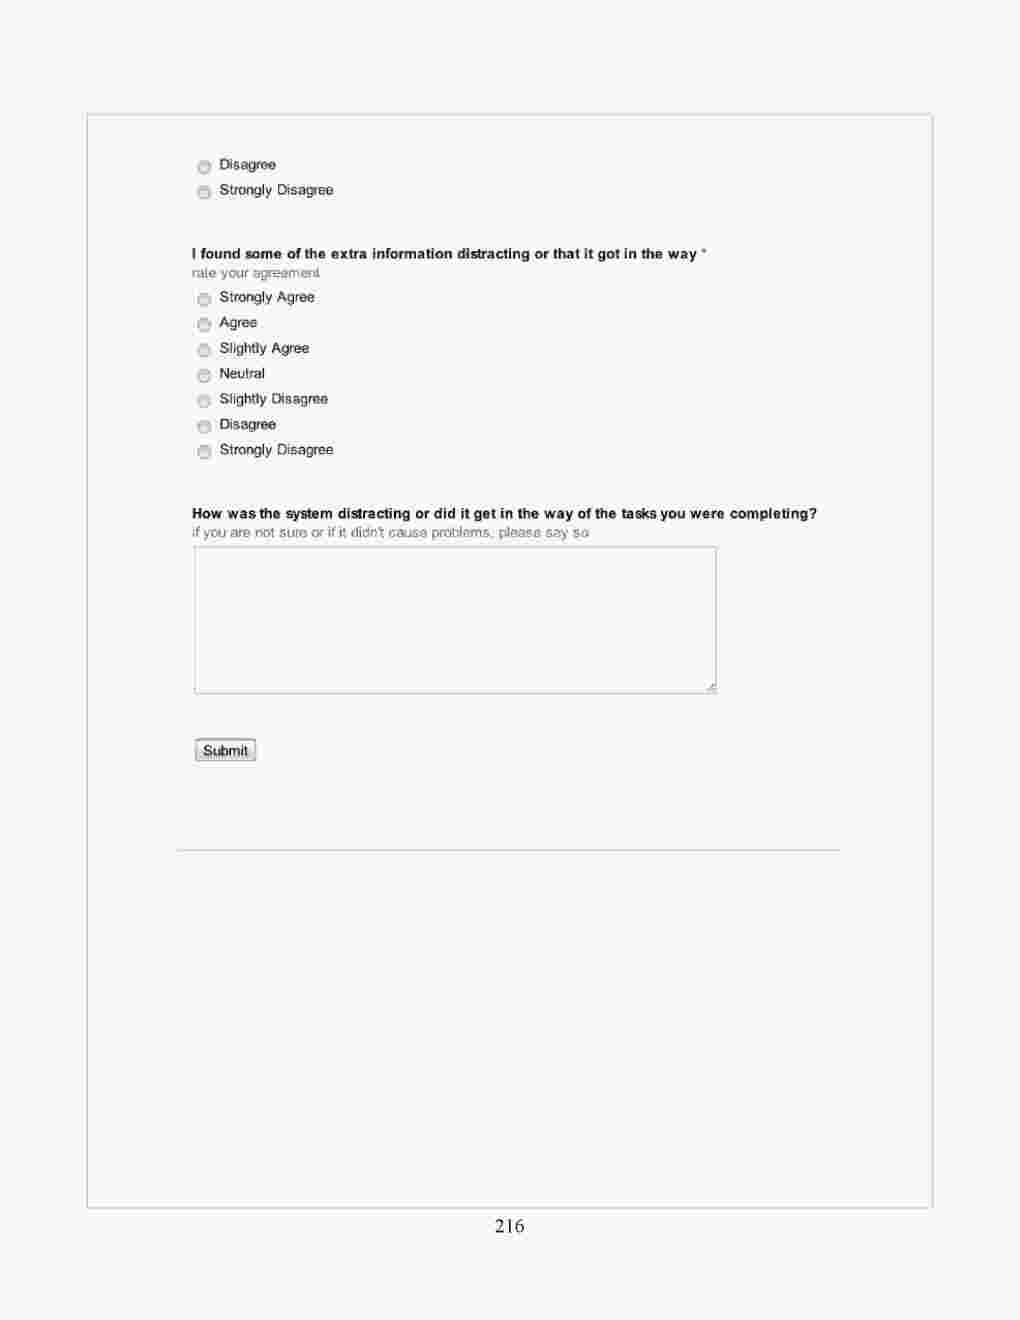 Disagree
Strongly Disagree
I found some of the extra information distracting or that it got in the way *
rate your agreement
Strongly Agree
Agree
Slightly Agree
Neutral
Slightly Disagree
Disagree
Strongly Disagree
How was the system distracting or did it get in the way of the tasks you were completing?
if you are not sure or if it didn't cause problems, please say so
Submit
216